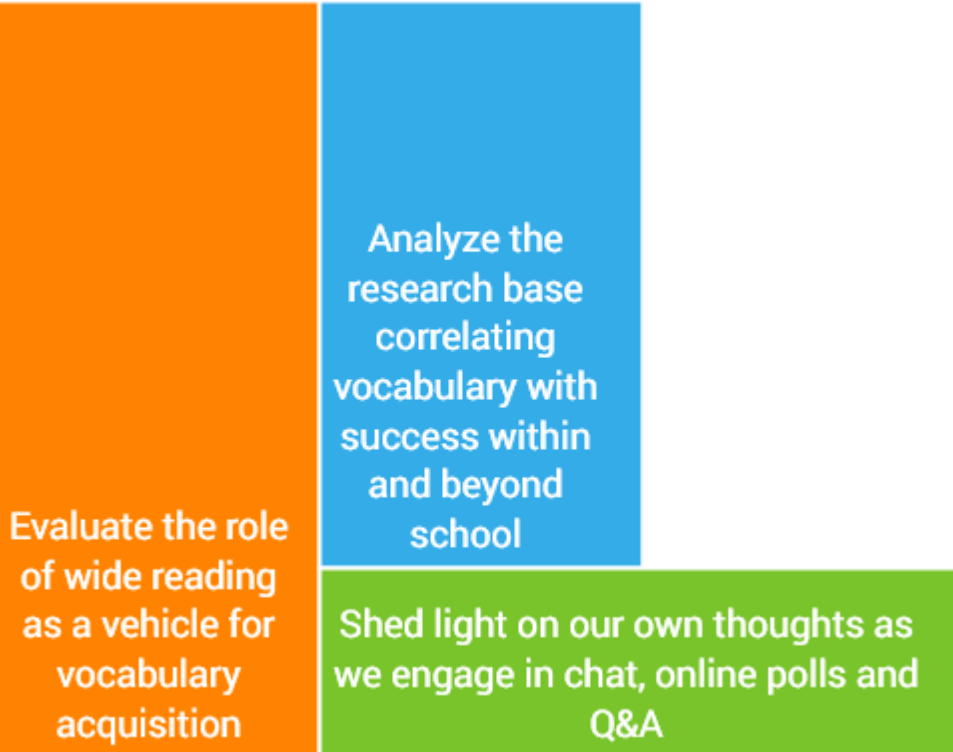 Evaluate the role
of wide reading
as a vehicle for
vocabulary
acquisition
Analyze the
research base
correlating
vocabulary with
success within
and beyond
school
Shed light on our own thoughts as
we engage in chat, online polls and
Q&A